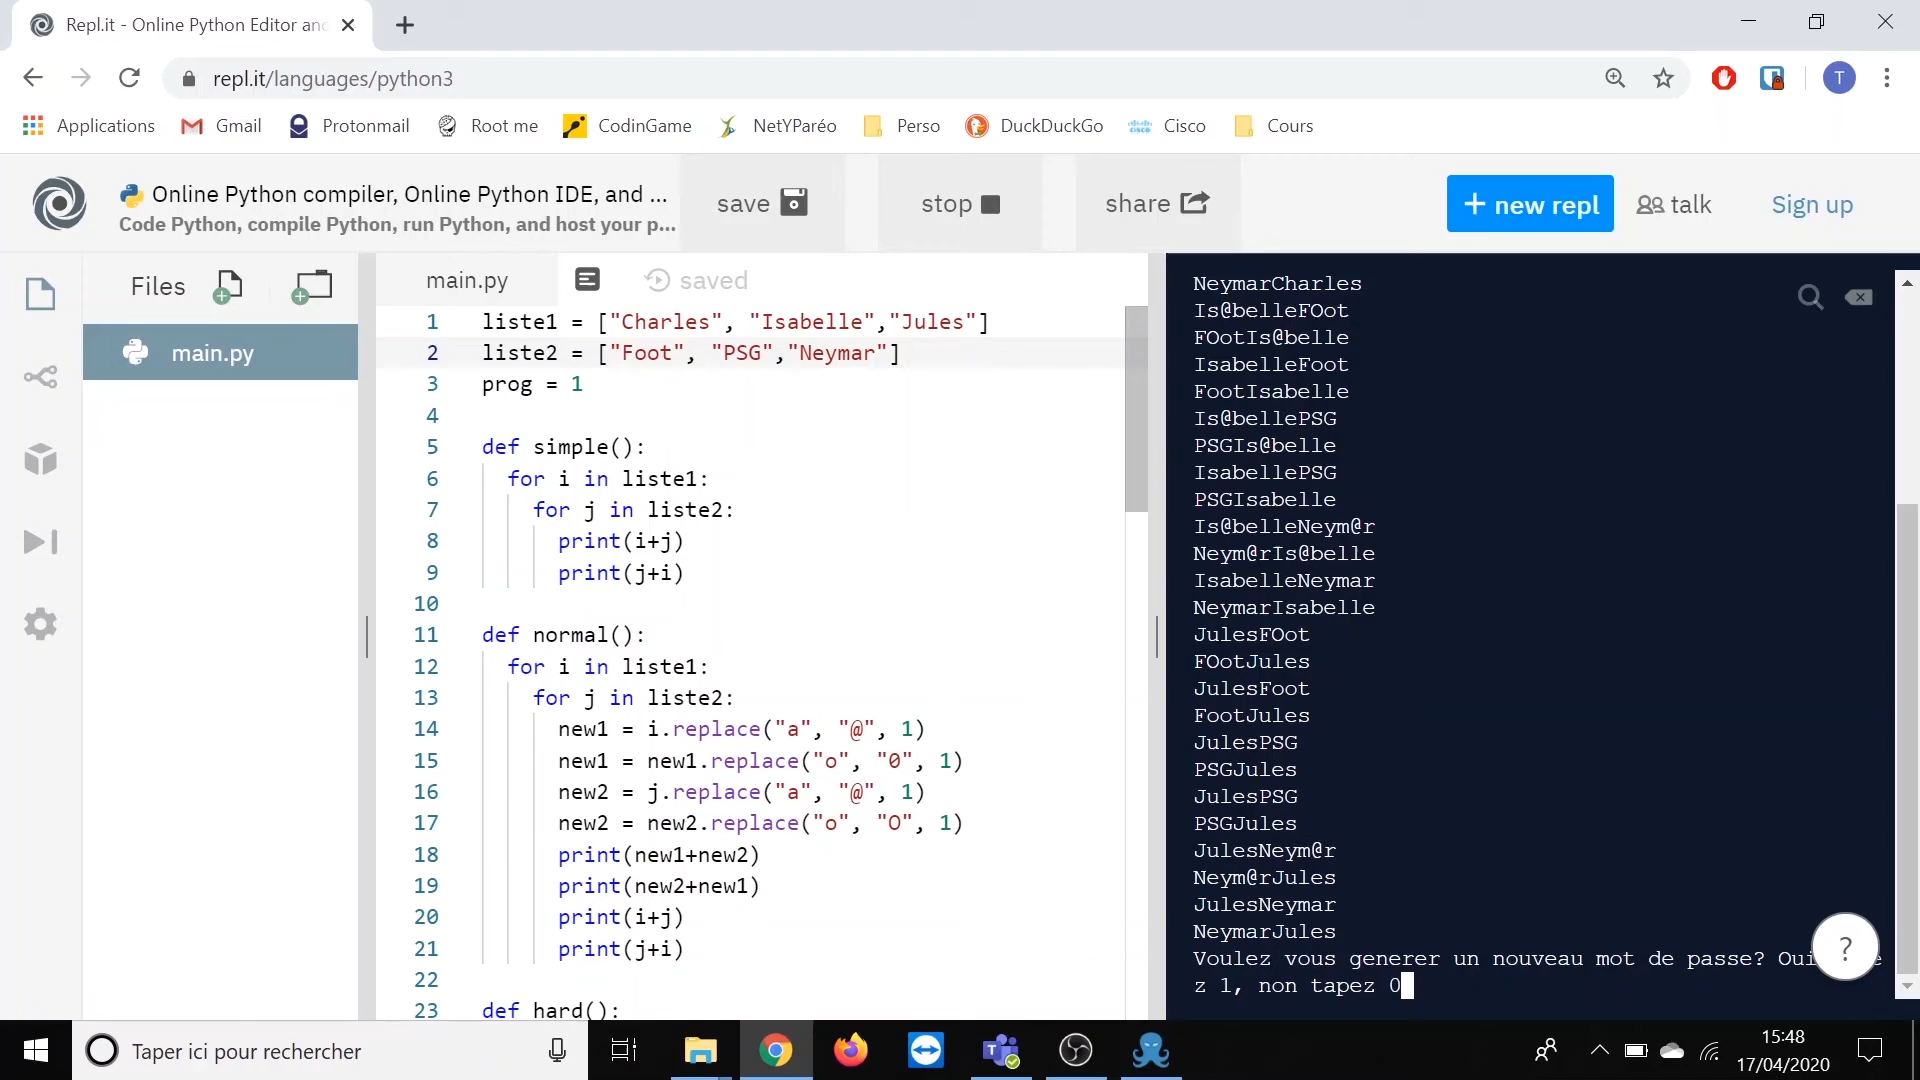 Repl.it - Online Python Editor an
repl.it/languages/python3
T
Applications
Gmail
Protonmail
Root me
CodinGame
NetYParéo
Perso
DuckDuckGo
Cisco
Cours
Online Python compiler, Online Python IDE, and ...
Code Python, compile Python, run Python, and host your p...
save
stop
share
+ new repl
talk
Sign up
Files
main.py
main.py
saved
1 liste1 = ["Charles", "Isabelle","Jules"]
2 liste2 = ["Foot", "PSG","Neymar"]
3 prog = 1
4
5 def simple():
6 for i in liste1:
7 for j in liste2:
8 print(i+j)
9 print(j+i)
10
11 def normal():
12 for i in liste1:
13 for j in liste2:
14 new1 = i.replace("a", "@", 1)
15 new1 = new1.replace("o", "0", 1)
16 new2 = j.replace("a", "@", 1)
17 new2 = new2.replace("o", "O", 1)
18 print(new1+new2)
19 print(new2+new1)
20 print(i+j)
21 print(j+i)
22
23 def hard():
NeymarCharles
Is@belleFOot
FOotIs@belle
IsabelleFoot
FootIsabelle
Is@bellePSG
PSGIs@belle
IsabellePSG
PSGIsabelle
Is@belleNeym@r
Neym@rIs@belle
IsabelleNeymar
NeymarIsabelle
JulesFOot
FOotJules
JulesFoot
FootJules
JulesPSG
PSGJules
JulesPSG
PSGJules
JulesNeym@r
Neym@rJules
JulesNeymar
NeymarJules
Voulez vous generer un nouveau mot de passe? Oui
z 1, non tapez 0
?
Taper ici pour rechercher
15:48
17/04/2020